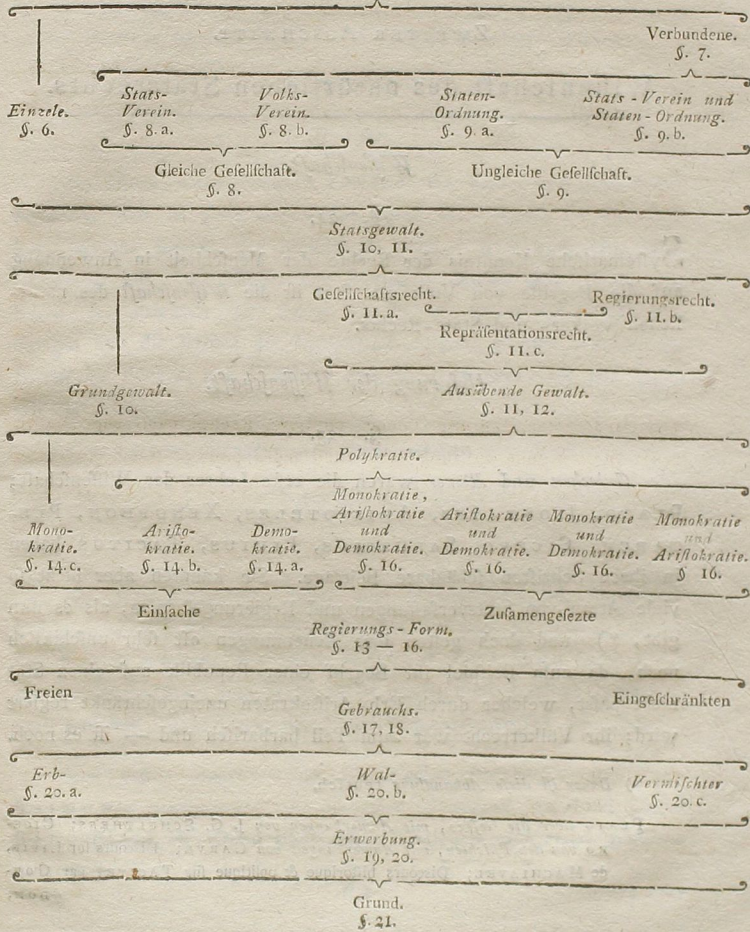 Verbundene.
§. 7.
Einzele.
§. 6.
Stats-
Verein.
§. 8. a.
Volks-
Verein.
§. 8. b.
Staten-
Ordnung.
§. 9. a.
Stats - Verein und
Staten - Ordnung.
§. 9. b.
Gleiche Geſellſchaft.
§. 8.
Ungleiche Geſellſchaft.
§. 9.
Statsgewalt.
§. 10, 11.
Geſellſchaftsrecht.
§. 11. a.
Regierungsrecht.
§. 11. b.
Repräſentationsrecht.
§. 11. c.
Grundgewalt.
§. 10.
Ausübende Gewalt.
§. 11, 12.
Polykratie.
Mono-
kratie.
§. 14. c.
Ariſto-
kratie.
§. 14. b.
Demo-
kratie.
§. 14. a.
Monokratie,
Ariſtokratie
und
Demokratie.
§. 16.
Ariſtokratie
und
Demokratie.
§. 16.
Monokratie
und
Demokratie.
§. 16.
Monokratie
und
Ariſtokratie.
§ 16.
Einfache
Zuſamengeſezte
Regierungs - Form.
§. 13 — 16.
Freien
Eingeſchränkten
Gebrauchs.
§. 17, 18.
Erb-
§. 20. a.
Wal-
§. 20. b.
Vermiſchter
§. 20. c.
Erwerbung.
§. 19, 20.
Grund.
§. 21.